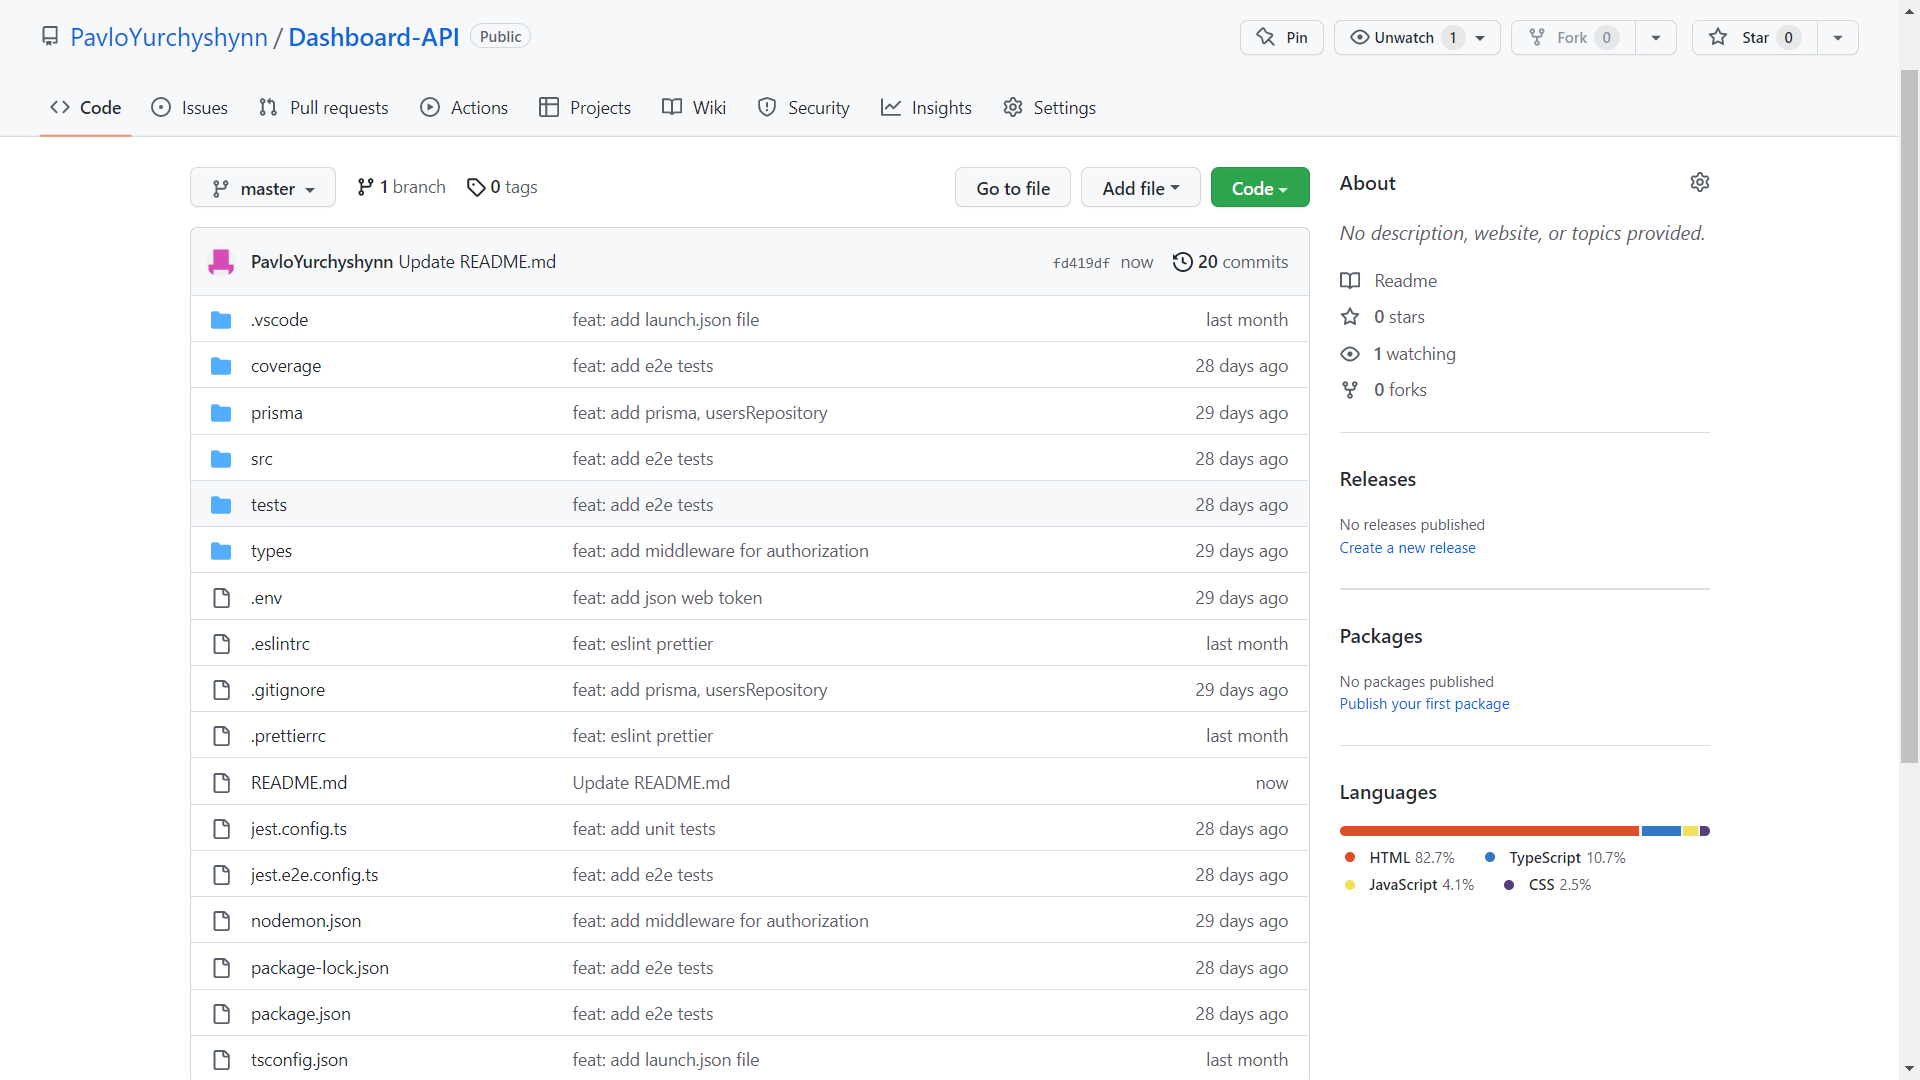 PavloYurchyshynn / Dashboard-API Public
Pin Unwatch 1 Fork 0 Star 0
Code Issues Pull requests Actions Projects Wiki Security Insights Settings
master 1 branch 0 tags Go to file Add file Code
PavloYurchyshynn Update README.md fd419df now 20 commits
.vscode feat: add launch.json file last month
coverage feat: add e2e tests 28 days ago
prisma feat: add prisma, usersRepository 29 days ago
src feat: add e2e tests 28 days ago
tests feat: add e2e tests 28 days ago
types feat: add middleware for authorization 29 days ago
.env feat: add json web token 29 days ago
.eslintrc feat: eslint prettier last month
.gitignore feat: add prisma, usersRepository 29 days ago
.prettierrc feat: eslint prettier last month
README.md Update README.md now
jest.config.ts feat: add unit tests 28 days ago
jest.e2e.config.ts feat: add e2e tests 28 days ago
nodemon.json feat: add middleware for authorization 29 days ago
package-lock.json feat: add e2e tests 28 days ago
package.json feat: add e2e tests 28 days ago
tsconfig.json feat: add launch.json file last month
About
No description, website, or topics provided.
Readme
0 stars
1 watching
0 forks
Releases
No releases published
Create a new release
Packages
No packages published
Publish your first package
Languages
HTML 82.7% TypeScript 10.7%
JavaScript 4.1% CSS 2.5%